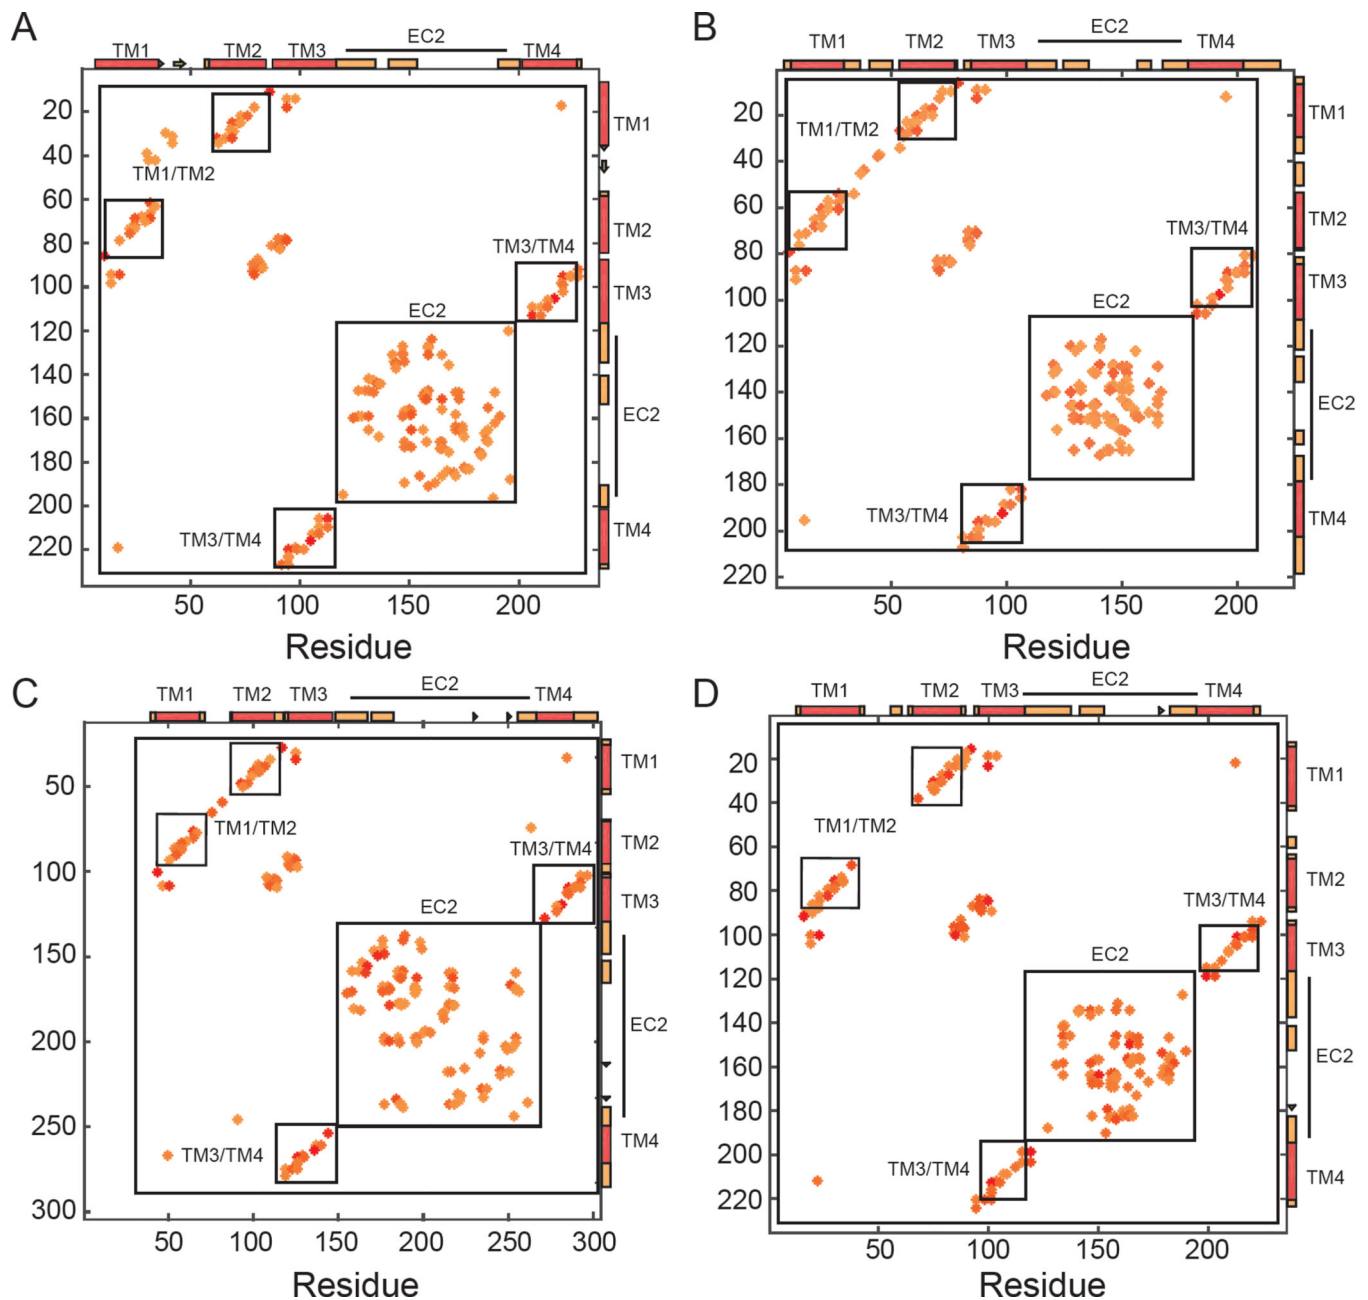 A
EC2
TM1 TM2 TM3 TM4
20
40
60
80
100
120
140
160
180
200
220
TM1/TM2
TM3/TM4
EC2
TM3/TM4
TM1
TM2
TM3
EC2
TM4
50 100 150 200
Residue
B
EC2
TM1 TM2 TM3 TM4
20
40
60
80
100
120
140
160
180
200
220
TM1/TM2
TM3/TM4
EC2
TM3/TM4
TM1
TM2
TM3
EC2
TM4
50 100 150 200
Residue
C
EC2
TM1 TM2 TM3 TM4
50
100
150
200
250
300
TM1/TM2
TM3/TM4
EC2
TM3/TM4
TM1
TM2
TM3
EC2
TM4
50 100 150 200 250 300
Residue
D
EC2
TM1 TM2 TM3 TM4
20
40
60
80
100
120
140
160
180
200
220
TM1/TM2
TM3/TM4
EC2
TM3/TM4
TM1
TM2
TM3
EC2
TM4
50 100 150 200
Residue